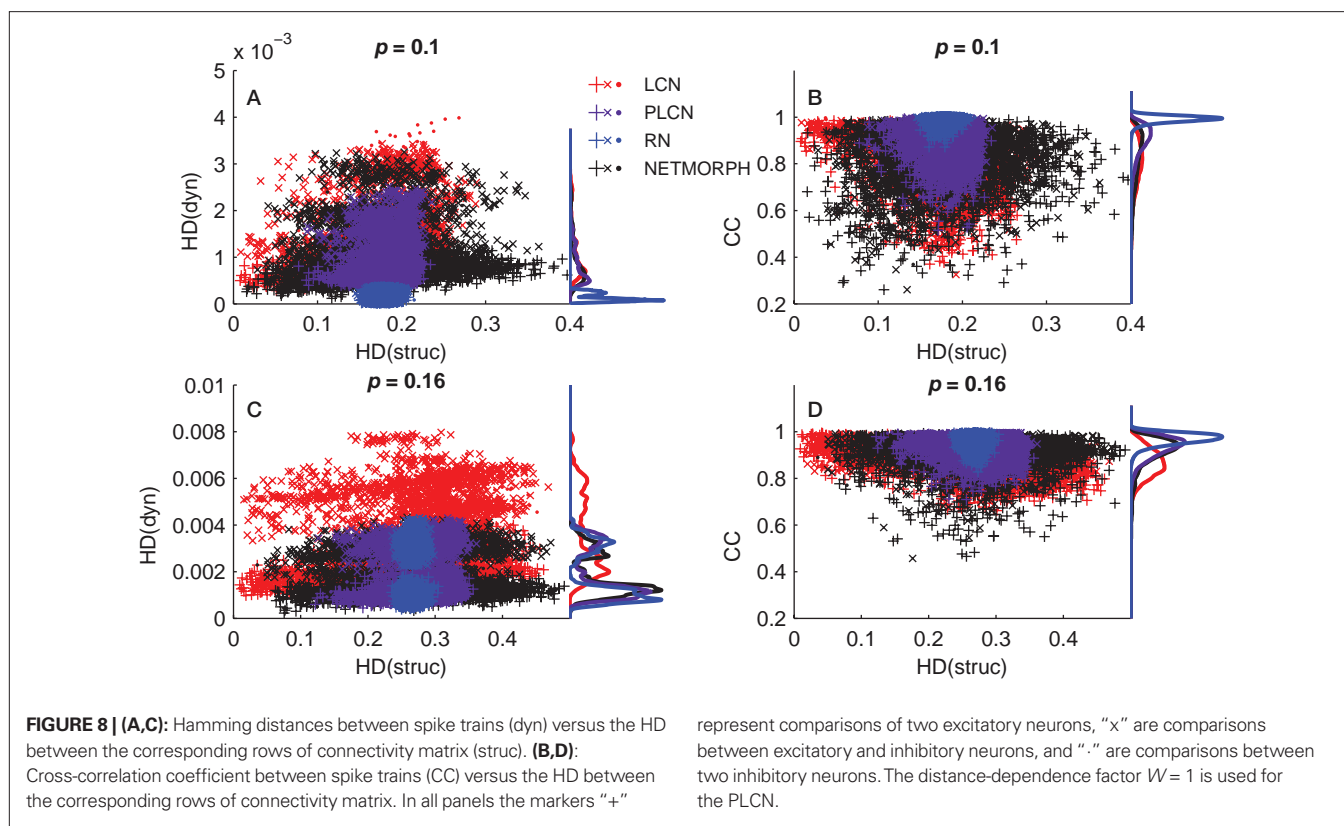 p = 0.1
x 10⁻³
A
5
4
3
2
1
0
HD(dyn)
0 0.1 0.2 0.3 0.4
HD(struc)
+×• LCN
+×• PLCN
+×• RN
+×• NETMORPH
p = 0.1
B
1
0.8
0.6
0.4
0.2
CC
0 0.1 0.2 0.3 0.4
HD(struc)
p = 0.16
C
0.01
0.008
0.006
0.004
0.002
0
HD(dyn)
0 0.1 0.2 0.3 0.4
HD(struc)
p = 0.16
D
1
0.8
0.6
0.4
0.2
CC
0 0.1 0.2 0.3 0.4
HD(struc)
FIGURE 8 | (A,C): Hamming distances between spike trains (dyn) versus the HD
between the corresponding rows of connectivity matrix (struc). (B,D):
Cross-correlation coefficient between spike trains (CC) versus the HD between
the corresponding rows of connectivity matrix. In all panels the markers “+”
represent comparisons of two excitatory neurons, “x” are comparisons
between excitatory and inhibitory neurons, and “·” are comparisons between
two inhibitory neurons. The distance-dependence factor W = 1 is used for
the PLCN.